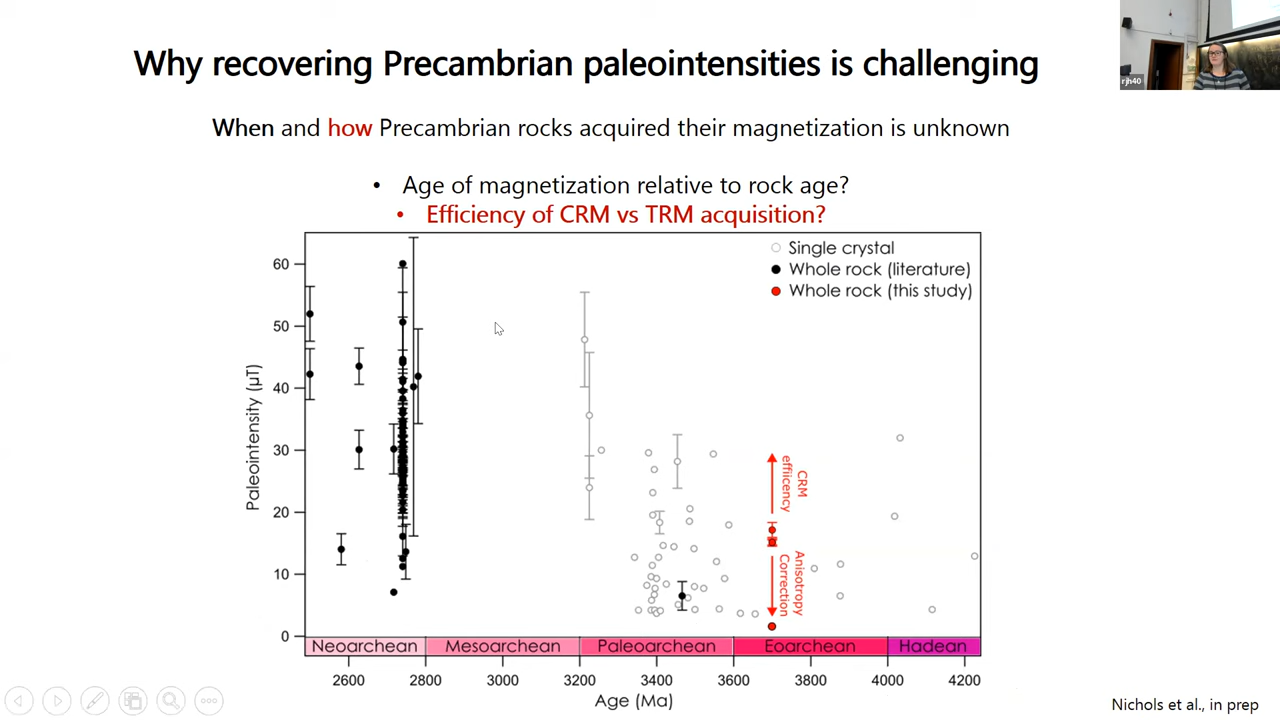 Why recovering Precambrian paleointensities is challenging
rjh40
When and how Precambrian rocks acquired their magnetization is unknown
• Age of magnetization relative to rock age?
• Efficiency of CRM vs TRM acquisition?
Single crystal
Whole rock (literature)
Whole rock (this study)
Paleointensity (µT)
60
50
40
30
20
10
0
CRM
effiicency
Anisotropy
Correction
Neoarchean
Mesoarchean
Paleoarchean
Eoarchean
Hadean
2600 2800 3000 3200 3400 3600 3800 4000 4200
Age (Ma)
Nichols et al., in prep